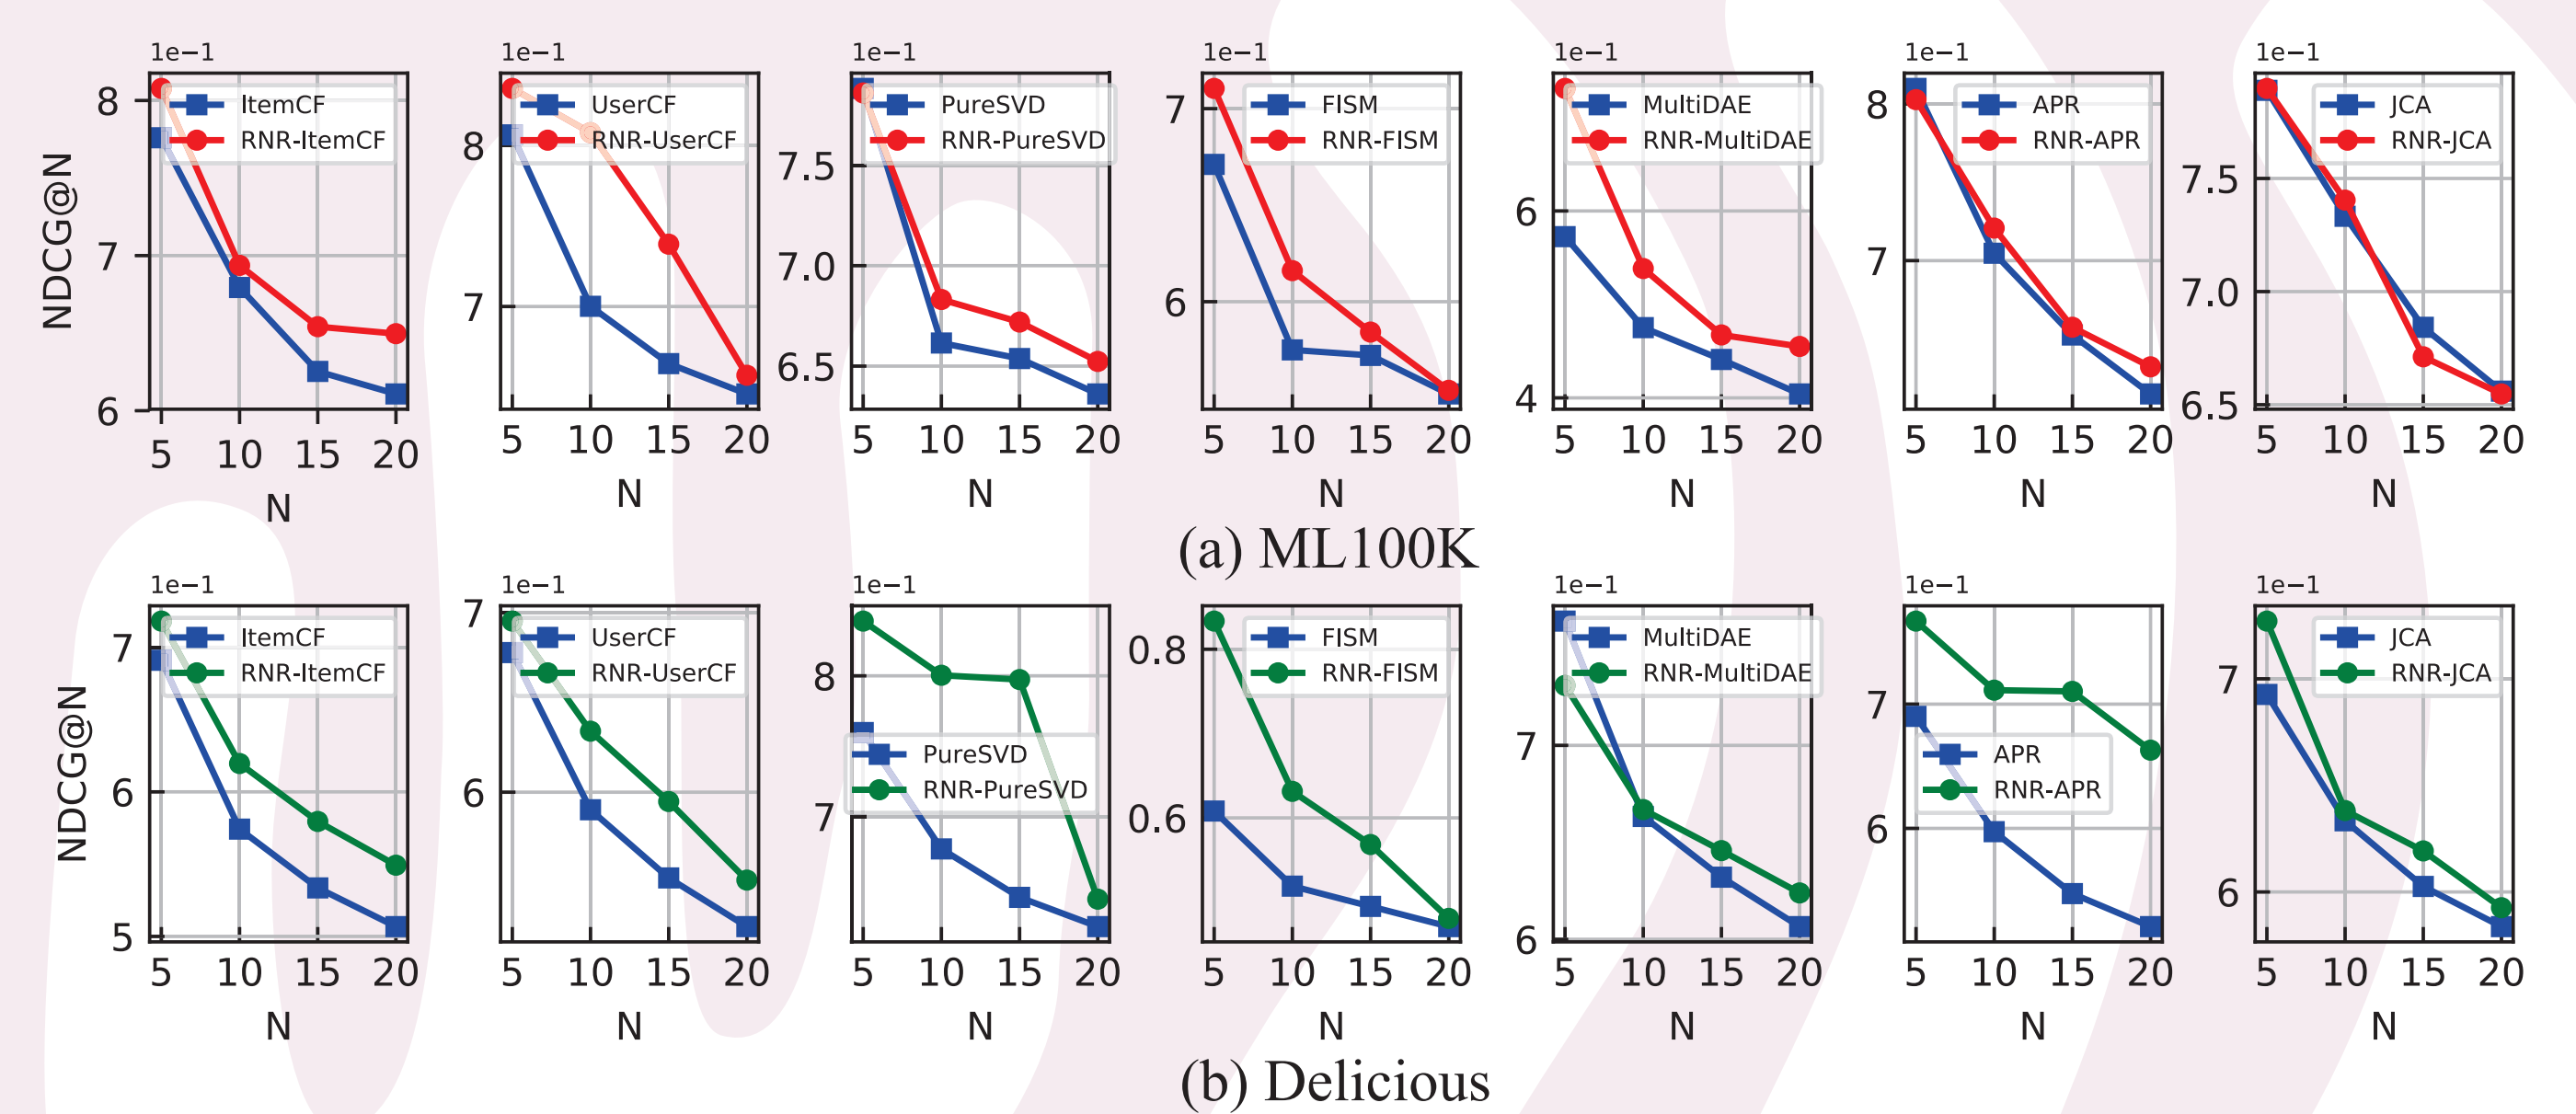 1e−1 1e−1 1e−1 1e−1 1e−1 1e−1 1e−1
NDCG@N
8 7 6
ItemCF
RNR-ItemCF
5 10 15 20
N
8 7
UserCF
RNR-UserCF
5 10 15 20
N
7.5 7.0 6.5
PureSVD
RNR-PureSVD
5 10 15 20
N
7 6
FISM
RNR-FISM
5 10 15 20
N
6 4
MultiDAE
RNR-MultiDAE
5 10 15 20
N
8 7
APR
RNR-APR
5 10 15 20
N
7.5 7.0 6.5
JCA
RNR-JCA
5 10 15 20
N
(a) ML100K
1e−1 1e−1 1e−1 1e−1 1e−1 1e−1
NDCG@N
7 6 5
ItemCF
RNR-ItemCF
5 10 15 20
N
7 6
UserCF
RNR-UserCF
5 10 15 20
N
8 7
PureSVD
RNR-PureSVD
5 10 15 20
N
0.8 0.6
FISM
RNR-FISM
5 10 15 20
N
7 6
MultiDAE
RNR-MultiDAE
5 10 15 20
N
7 6
APR
RNR-APR
5 10 15 20
N
7 6
JCA
RNR-JCA
5 10 15 20
N
(b) Delicious